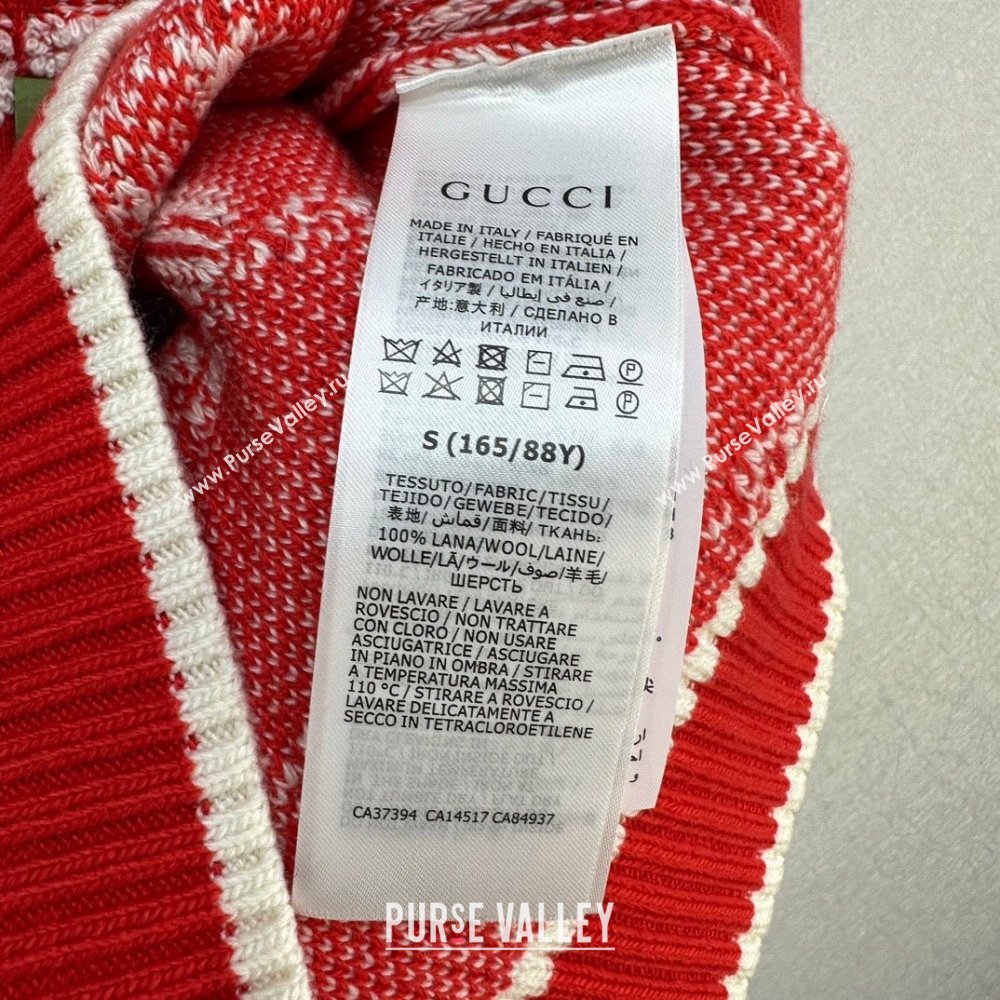 GUCCI
MADE IN ITALY / FABRIQUÉ EN
ITALIE / HECHO EN ITALIA /
HERGESTELLT IN ITALIEN /
FABRICADO EM ITÁLIA /
イタリア製 / صنع في إيطاليا /
产地:意大利 / СДЕЛАНО В
ИТАЛИИ
P
P
S (165/88Y)
TESSUTO/FABRIC/TISSU/
TEJIDO/GEWEBE/TECIDO/
表地/قماش/面料/ ТКАНЬ:
100% LANA/WOOL/LAINE/
WOLLE/LÃ/ウール/صوف/羊毛/
ШЕРСТЬ
NON LAVARE / LAVARE A
ROVESCIO / NON TRATTARE
CON CLORO / NON USARE
ASCIUGATRICE / ASCIUGARE
IN PIANO IN OMBRA / STIRARE
A TEMPERATURA MASSIMA
110 °C / STIRARE A ROVESCIO /
LAVARE DELICATAMENTE A
SECCO IN TETRACLOROETILENE
CA37394 CA14517 CA84937
www.PurseValley.ru
www.PurseValley.ru
PURSE VALLEY